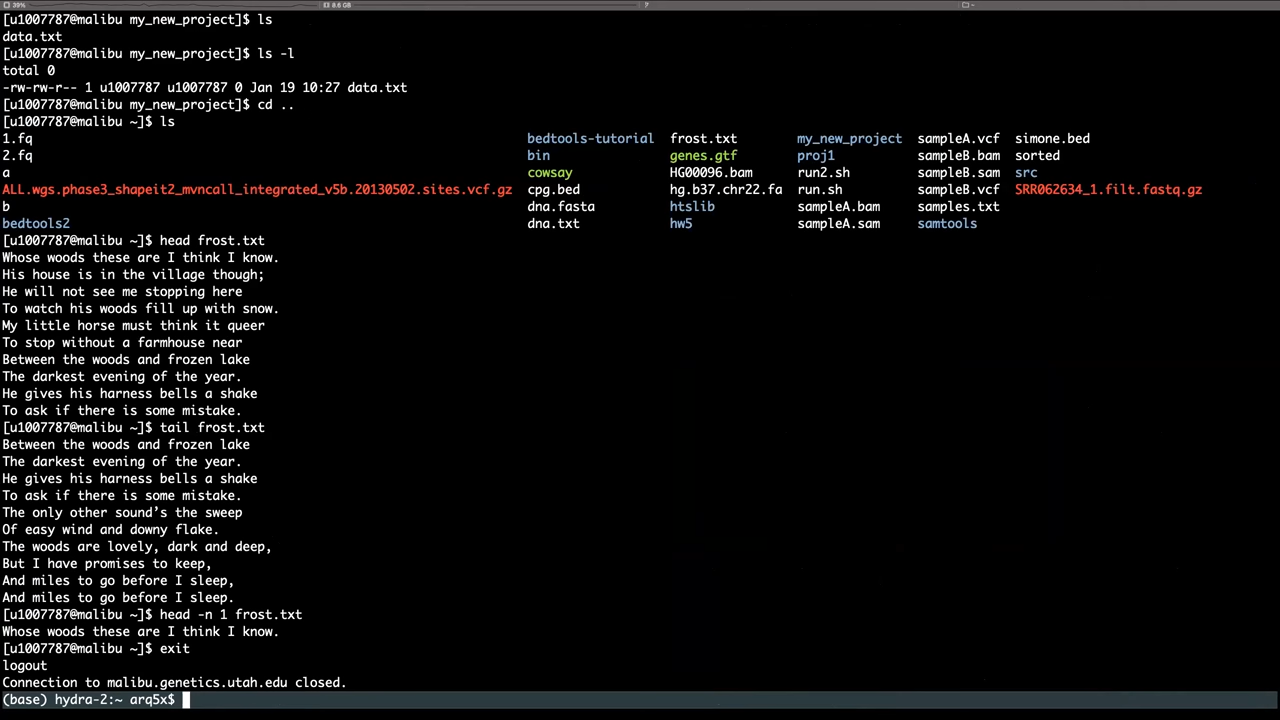 39% 8.6 GB
[u1007787@malibu my_new_project]$ ls
data.txt
[u1007787@malibu my_new_project]$ ls -l
total 0
-rw-rw-r-- 1 u1007787 u1007787 0 Jan 19 10:27 data.txt
[u1007787@malibu my_new_project]$ cd ..
[u1007787@malibu ~]$ ls
1.fq bedtools-tutorial frost.txt my_new_project sampleA.vcf simone.bed
2.fq bin genes.gtf proj1 sampleB.bam sorted
a cowsay HG00096.bam run2.sh sampleB.sam src
ALL.wgs.phase3_shapeit2_mvncall_integrated_v5b.20130502.sites.vcf.gz cpg.bed hg.b37.chr22.fa run.sh sampleB.vcf SRR062634_1.filt.fastq.gz
b dna.fasta htslib sampleA.bam samples.txt
bedtools2 dna.txt hw5 sampleA.sam samtools
[u1007787@malibu ~]$ head frost.txt
Whose woods these are I think I know.
His house is in the village though;
He will not see me stopping here
To watch his woods fill up with snow.
My little horse must think it queer
To stop without a farmhouse near
Between the woods and frozen lake
The darkest evening of the year.
He gives his harness bells a shake
To ask if there is some mistake.
[u1007787@malibu ~]$ tail frost.txt
Between the woods and frozen lake
The darkest evening of the year.
He gives his harness bells a shake
To ask if there is some mistake.
The only other sound’s the sweep
Of easy wind and downy flake.
The woods are lovely, dark and deep,
But I have promises to keep,
And miles to go before I sleep,
And miles to go before I sleep.
[u1007787@malibu ~]$ head -n 1 frost.txt
Whose woods these are I think I know.
[u1007787@malibu ~]$ exit
logout
Connection to malibu.genetics.utah.edu closed.
(base) hydra-2:~ arq5x$